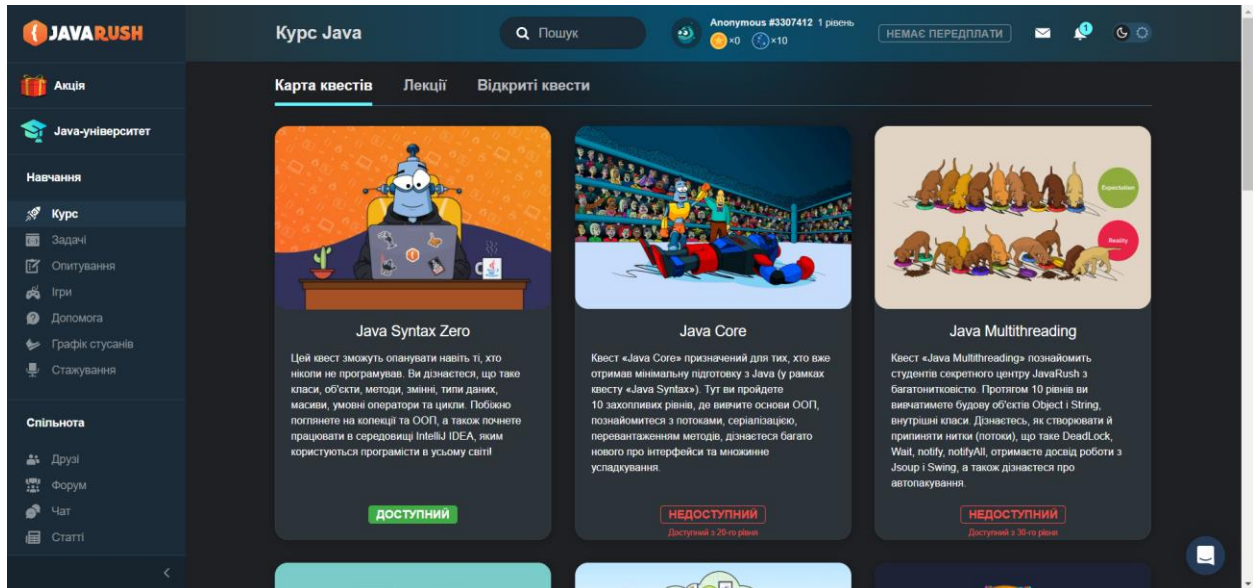 JAVARUSH
Курс Java
Пошук
Anonymous #3307412 1 рівень
×0 ×10
НЕМАЄ ПЕРЕДПЛАТИ
1
Акція
Java-університет
Навчання
Курс
Задачі
Опитування
Ігри
Допомога
Графік стусанів
Стажування
Спільнота
Друзі
Форум
Чат
Статті
Карта квестів Лекції Відкриті квести
Java Syntax Zero
Цей квест зможуть опанувати навіть ті, хто
ніколи не програмував. Ви дізнаєтеся, що таке
класи, об'єкти, методи, змінні, типи даних,
масиви, умовні оператори та цикли. Побіжно
поглянете на колекції та ООП, а також почнете
працювати в середовищі IntelliJ IDEA, яким
користуються програмісти в усьому світі!
ДОСТУПНИЙ
Java Core
Квест «Java Core» призначений для тих, хто вже
отримав мінімальну підготовку з Java (у рамках
квесту «Java Syntax»). Тут ви пройдете
10 захопливих рівнів, де вивчите основи ООП,
познайомитеся з потоками, серіалізацією,
перевантаженням методів, дізнаєтеся багато
нового про інтерфейси та множинне
успадкування.
НЕДОСТУПНИЙ
Доступний з 20-го рівня
Expectation
Reality
Java Multithreading
Квест «Java Multithreading» познайомить
студентів секретного центру JavaRush з
багатонитковістю. Протягом 10 рівнів ви
вивчатимете будову об'єктів Object і String,
внутрішні класи. Дізнаєтесь, як створювати й
припиняти нитки (потоки), що таке DeadLock,
Wait, notify, notifyAll, отримаєте досвід роботи з
Jsoup і Swing, а також дізнаєтеся про
автопакування.
НЕДОСТУПНИЙ
Доступний з 30-го рівня